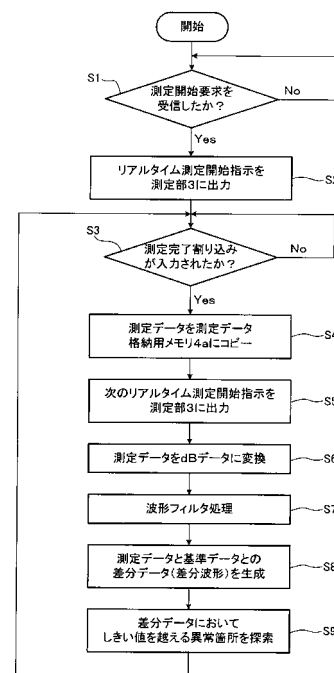 開始
S1
測定開始要求を
受信したか？
No
Yes
リアルタイム測定開始指示を
測定部3に出力
S2
S3
測定完了割り込み
が入力されたか？
No
Yes
測定データを測定データ
格納用メモリ4aにコピー
S4
次のリアルタイム測定開始指示を
測定部3に出力
S5
測定データをdBデータに変換
S6
波形フィルタ処理
S7
測定データと基準データとの
差分データ(差分波形)を生成
S8
差分データにおいて
しきい値を越える異常箇所を探索
S9